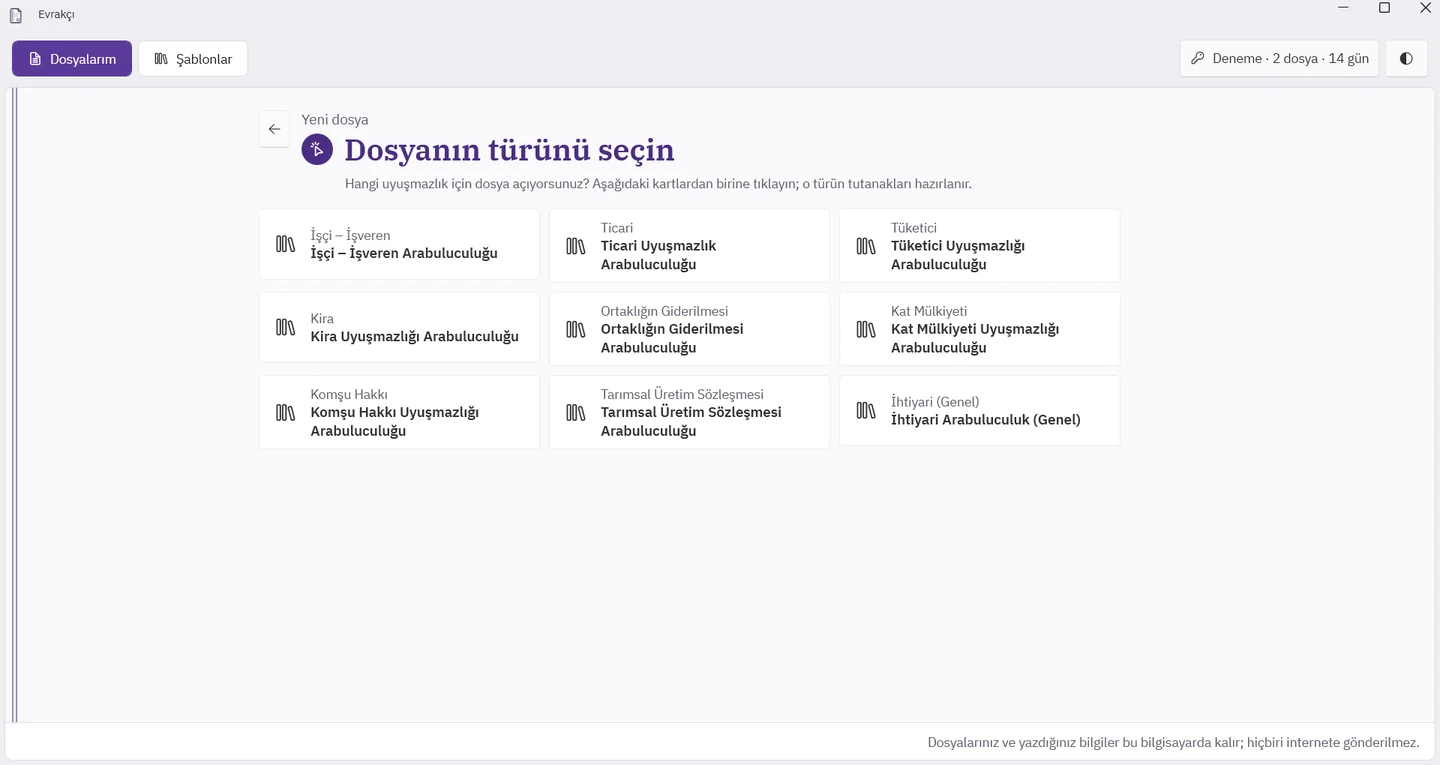 Evrakçı
Dosyalarım
Şablonlar
Deneme · 2 dosya · 14 gün
Yeni dosya
Dosyanın türünü seçin
Hangi uyuşmazlık için dosya açıyorsunuz? Aşağıdaki kartlardan birine tıklayın; o türün tutanakları hazırlanır.
İşçi – İşveren
İşçi – İşveren Arabuluculuğu
Ticari
Ticari Uyuşmazlık
Arabuluculuğu
Tüketici
Tüketici Uyuşmazlığı
Arabuluculuğu
Kira
Kira Uyuşmazlığı Arabuluculuğu
Ortaklığın Giderilmesi
Ortaklığın Giderilmesi
Arabuluculuğu
Kat Mülkiyeti
Kat Mülkiyeti Uyuşmazlığı
Arabuluculuğu
Komşu Hakkı
Komşu Hakkı Uyuşmazlığı
Arabuluculuğu
Tarımsal Üretim Sözleşmesi
Tarımsal Üretim Sözleşmesi
Arabuluculuğu
İhtiyari (Genel)
İhtiyari Arabuluculuk (Genel)
Dosyalarınız ve yazdığınız bilgiler bu bilgisayarda kalır; hiçbiri internete gönderilmez.